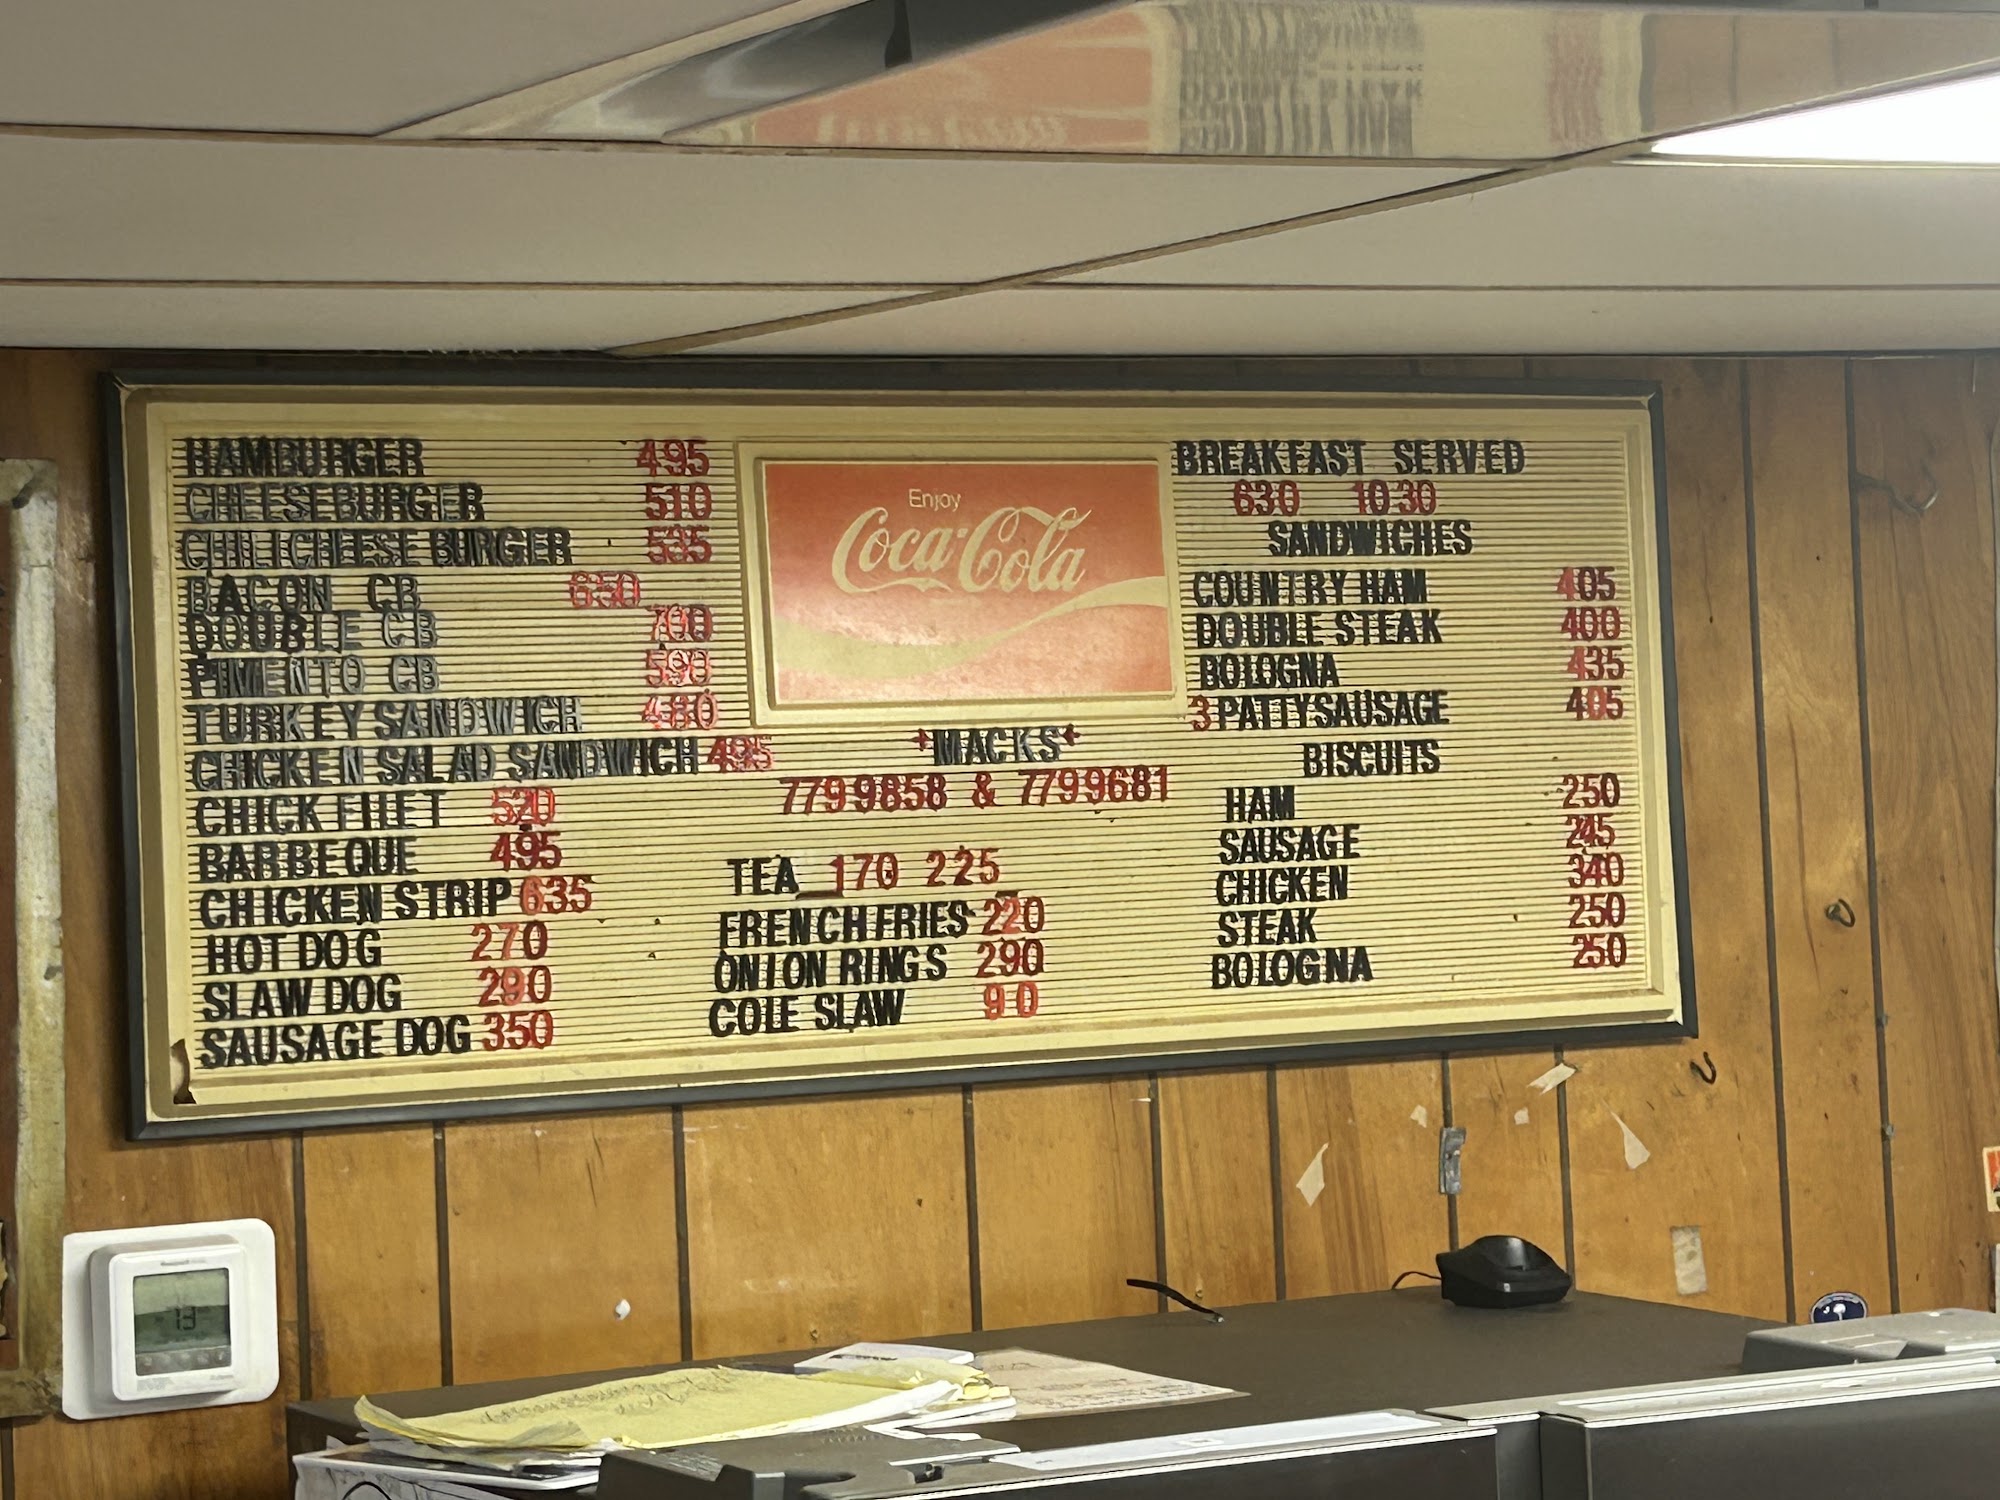 HAMBURGER 495
CHEESEBURGER 510
CHILICHEESE BURGER 535
BACON CB 650
DOUBLE CB 700
PIMENTO CB 590
TURKEY SANDWICH 480
CHICKEN SALAD SANDWICH 495
CHICK FILET 520
BARBEQUE 495
CHICKEN STRIP 635
HOT DOG 270
SLAW DOG 290
SAUSAGE DOG 350
Enjoy
Coca-Cola
MACKS
7799858 & 7799681
TEA 170 225
FRENCH FRIES 220
ONION RINGS 290
COLE SLAW 90
BREAKFAST SERVED
630 1030
SANDWICHES
COUNTRY HAM 405
DOUBLE STEAK 400
BOLOGNA 435
3 PATTYSAUSAGE 405
BISCUITS
HAM 250
SAUSAGE 245
CHICKEN 340
STEAK 250
BOLOGNA 250
73